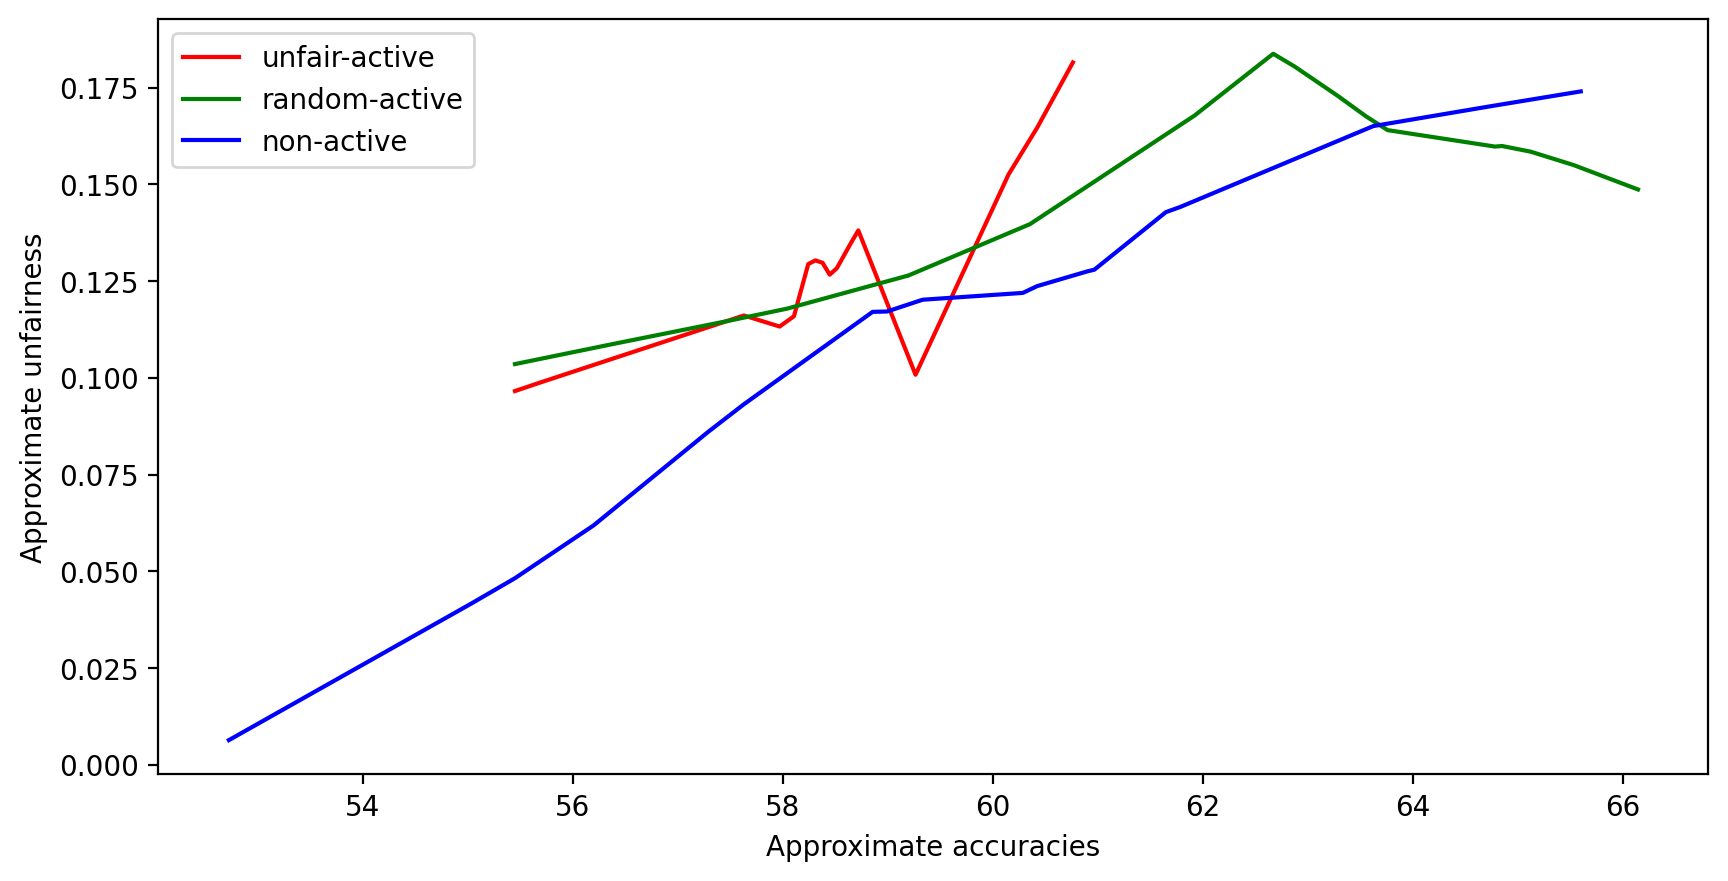 unfair-active
random-active
non-active
0.175
0.150
0.125
0.100
0.075
0.050
0.025
0.000
Approximate unfairness
54 56 58 60 62 64 66
Approximate accuracies